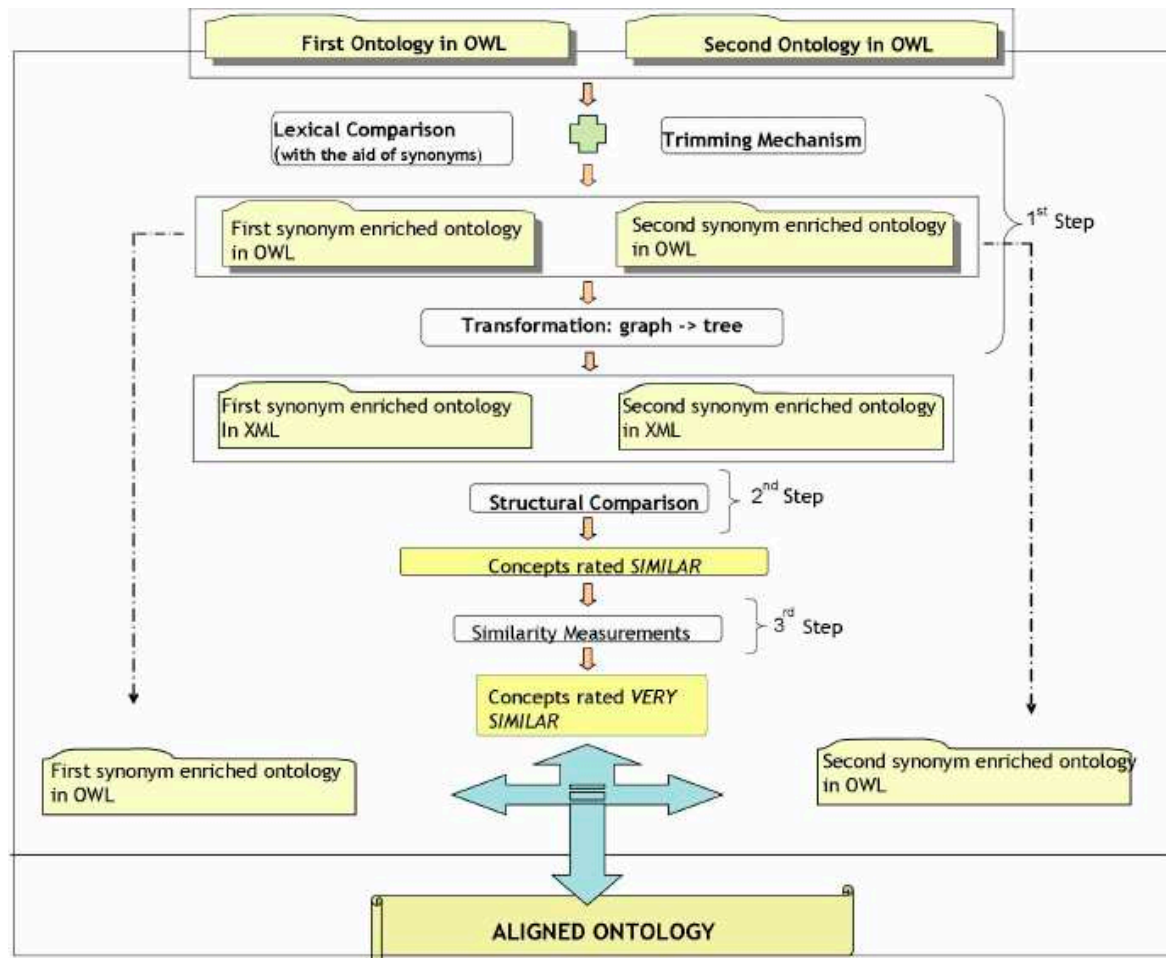 First Ontology in OWL
Second Ontology in OWL
Lexical Comparison
(with the aid of synonyms)
Trimming Mechanism
First synonym enriched ontology
in OWL
Second synonym enriched ontology
in OWL
1st Step
Transformation: graph -> tree
First synonym enriched ontology
In XML
Second synonym enriched ontology
in XML
Structural Comparison
2nd Step
Concepts rated SIMILAR
Similarity Measurements
3rd Step
Concepts rated VERY
SIMILAR
First synonym enriched ontology
in OWL
Second synonym enriched ontology
in OWL
=
ALIGNED ONTOLOGY